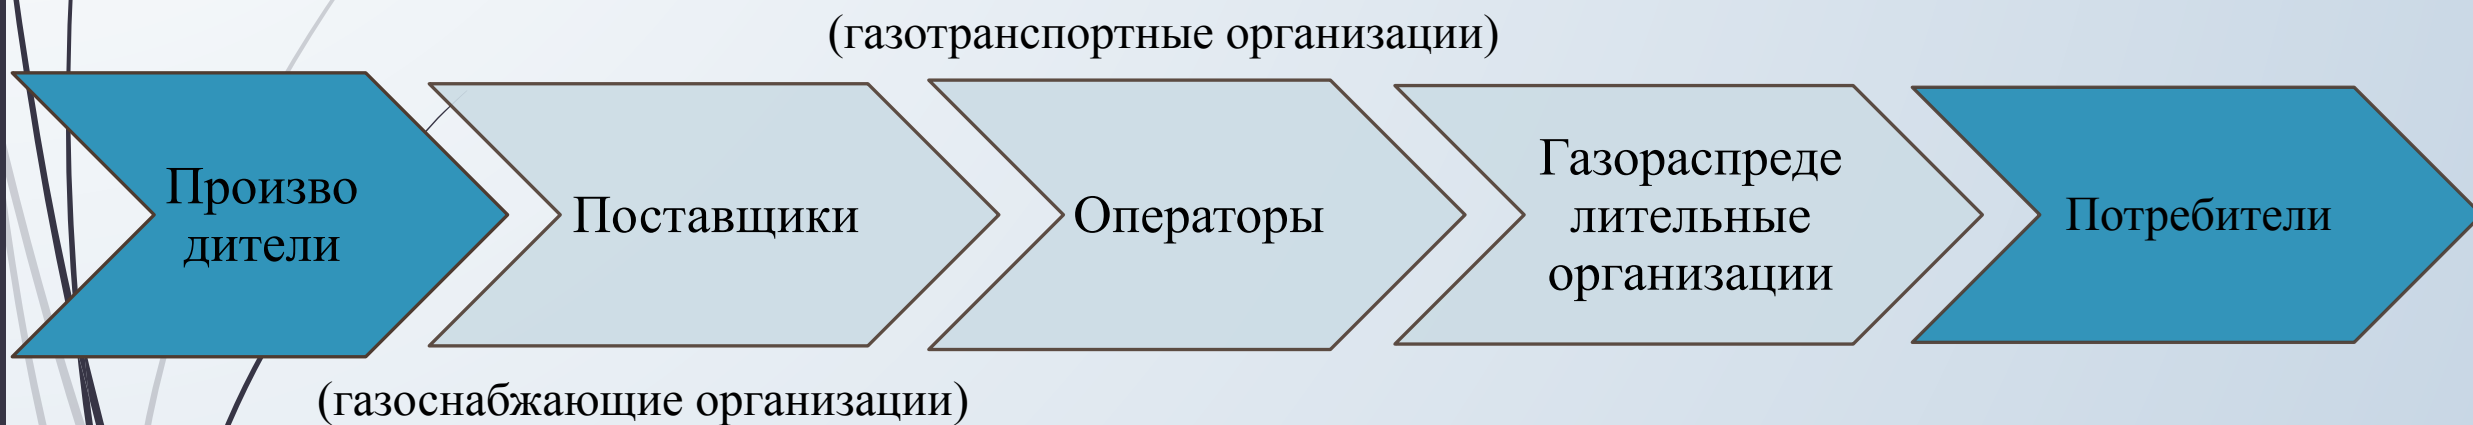 (газотранспортные организации)
Произво
дители
Поставщики
Операторы
Газораспреде
лительные
организации
Потребители
(газоснабжающие организации)